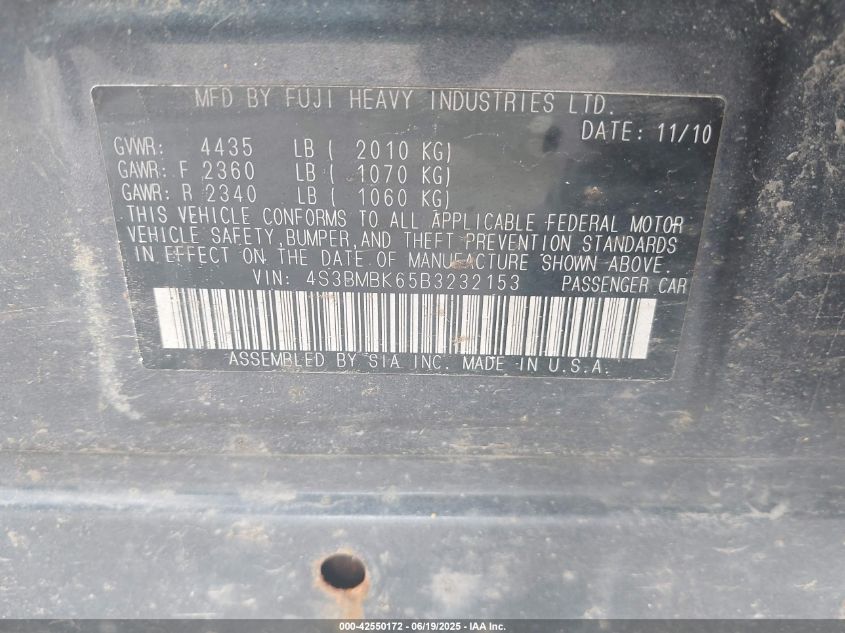 MFD BY FUJI HEAVY INDUSTRIES LTD.
DATE: 11/10
GVWR: 4435 LB ( 2010 KG)
GAWR: F 2360 LB ( 1070 KG)
GAWR: R 2340 LB ( 1060 KG)
THIS VEHICLE CONFORMS TO ALL APPLICABLE FEDERAL MOTOR
VEHICLE SAFETY, BUMPER, AND THEFT PREVENTION STANDARDS
IN EFFECT ON THE DATE OF MANUFACTURE SHOWN ABOVE.
VIN: 4S3BMBK65B3232153 PASSENGER CAR
ASSEMBLED BY SIA INC. MADE IN U.S.A.
000-42550172 - 06/19/2025 - IAA Inc.